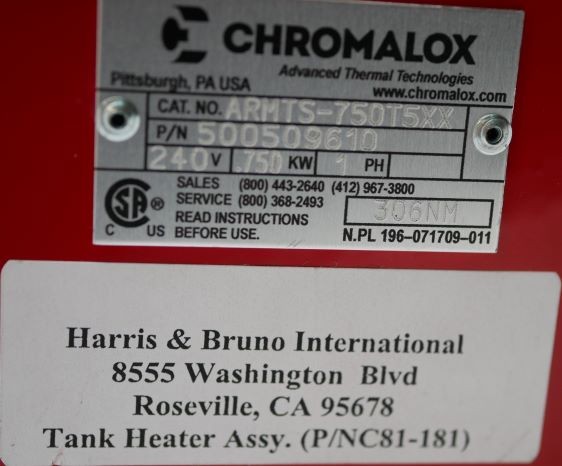 CHROMALOX
Advanced Thermal Technologies
Pittsburgh, PA USA
www.chromalox.com
CAT. NO. ARMTS-750T5XX
P/N 500509610
240 V .750 KW 1 PH
SALES (800) 443-2640 (412) 967-3800
SERVICE (800) 368-2493
READ INSTRUCTIONS
BEFORE USE.
SA ®
C US
306NM
N.PL 196-071709-011
Harris & Bruno International
8555 Washington Blvd
Roseville, CA 95678
Tank Heater Assy. (P/NC81-181)